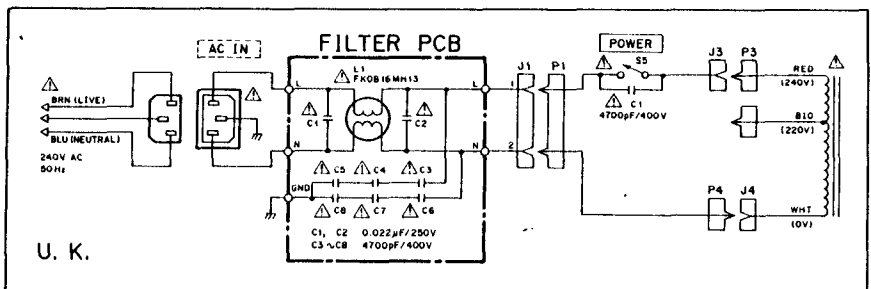 FILTER PCB
AC IN
POWER
J1 P1
S5
J3 P3
L1
FKOB16MH13
BRN (LIVE)
L
L
1
RED
(240V)
C1
C2
C1
4700pF/400V
(220V)
BLU (NEUTRAL)
240V AC
50Hz
N
N
2
C5 C4 C3
GND
C8 C7 C6
P4 J4
WHT
(0V)
C1, C2 0.022µF/250V
C3~C8 4700pF/400V
U. K.